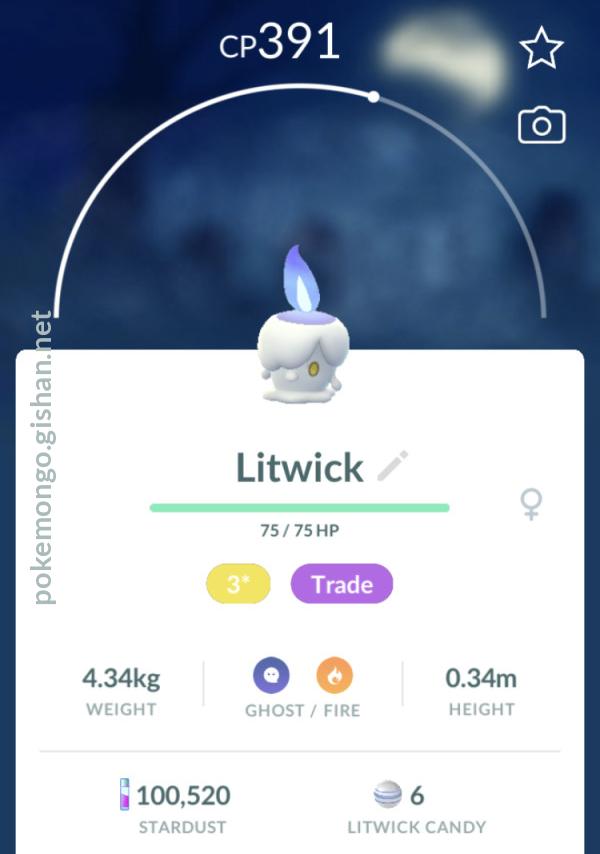 CP391
pokemongo.gishan.net
Litwick
75 / 75 HP
3* Trade
4.34kg 0.34m
WEIGHT GHOST / FIRE HEIGHT
100,520 6
STARDUST LITWICK CANDY